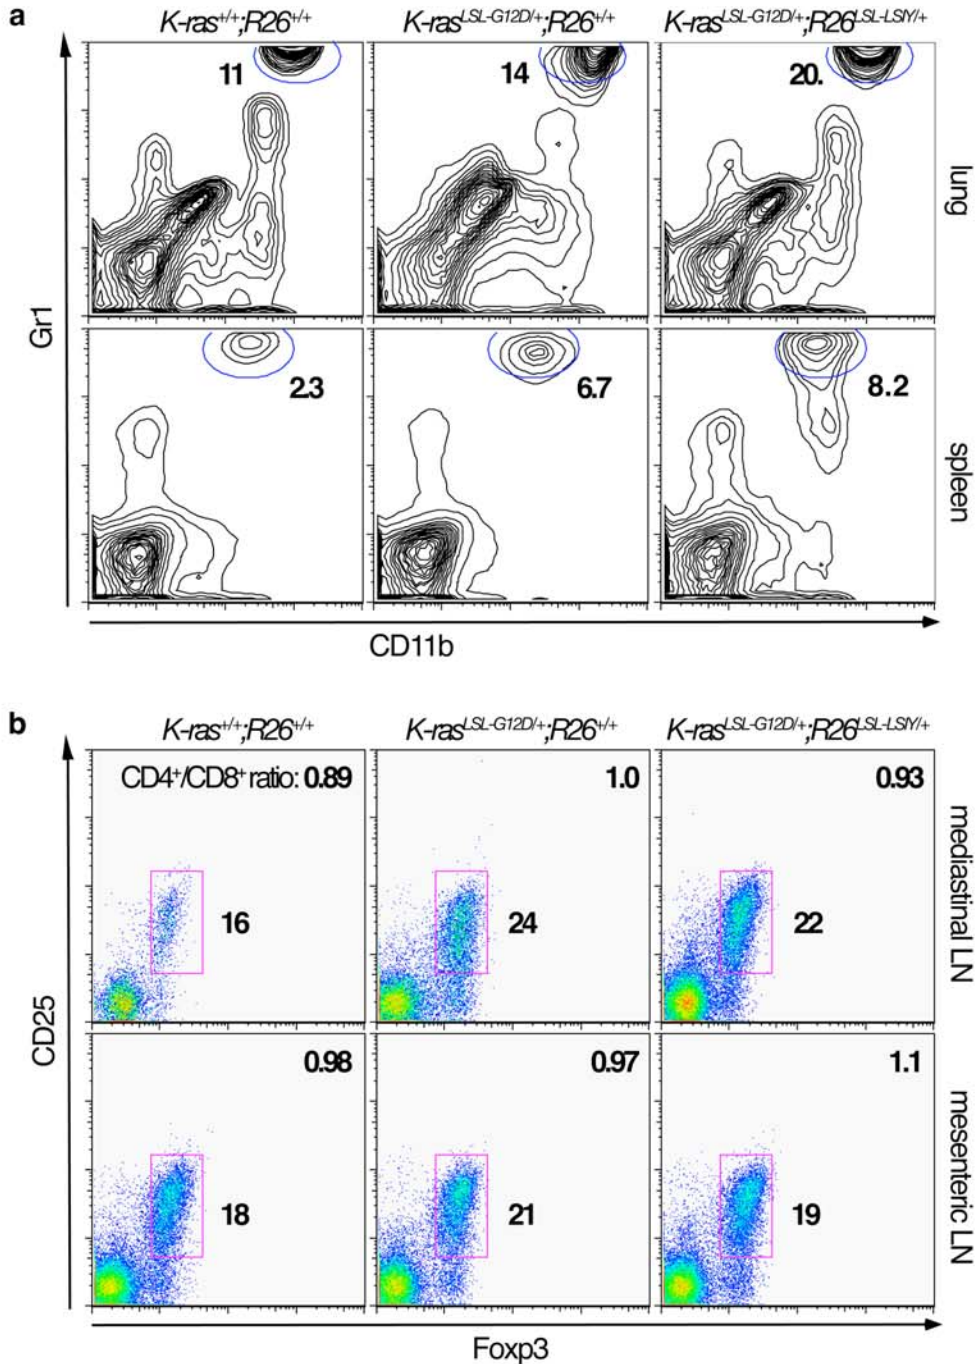 a
K-ras+/+;R26+/+
K-rasLSL-G12D/+;R26+/+
K-rasLSL-G12D/+;R26LSL-LSIY/+
11
14
20.
lung
Gr1
2.3
6.7
8.2
spleen
CD11b
b
K-ras+/+;R26+/+
K-rasLSL-G12D/+;R26+/+
K-rasLSL-G12D/+;R26LSL-LSIY/+
CD4+/CD8+ ratio: 0.89
1.0
0.93
16
24
22
mediastinal LN
CD25
0.98
0.97
1.1
18
21
19
mesenteric LN
Foxp3